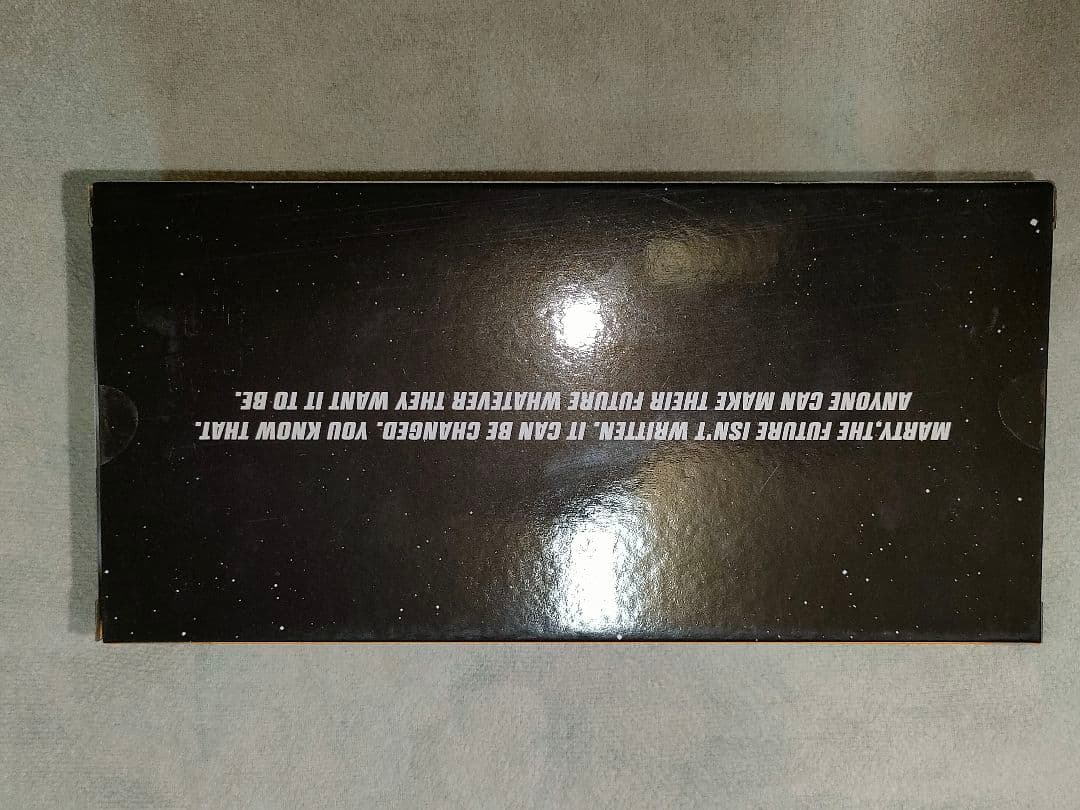 MARTY.THE FUTURE ISN'T WRITTEN. IT CAN BE CHANGED. YOU KNOW THAT.
ANYONE CAN MAKE THEIR FUTURE WHATEVER THEY WANT IT TO BE.